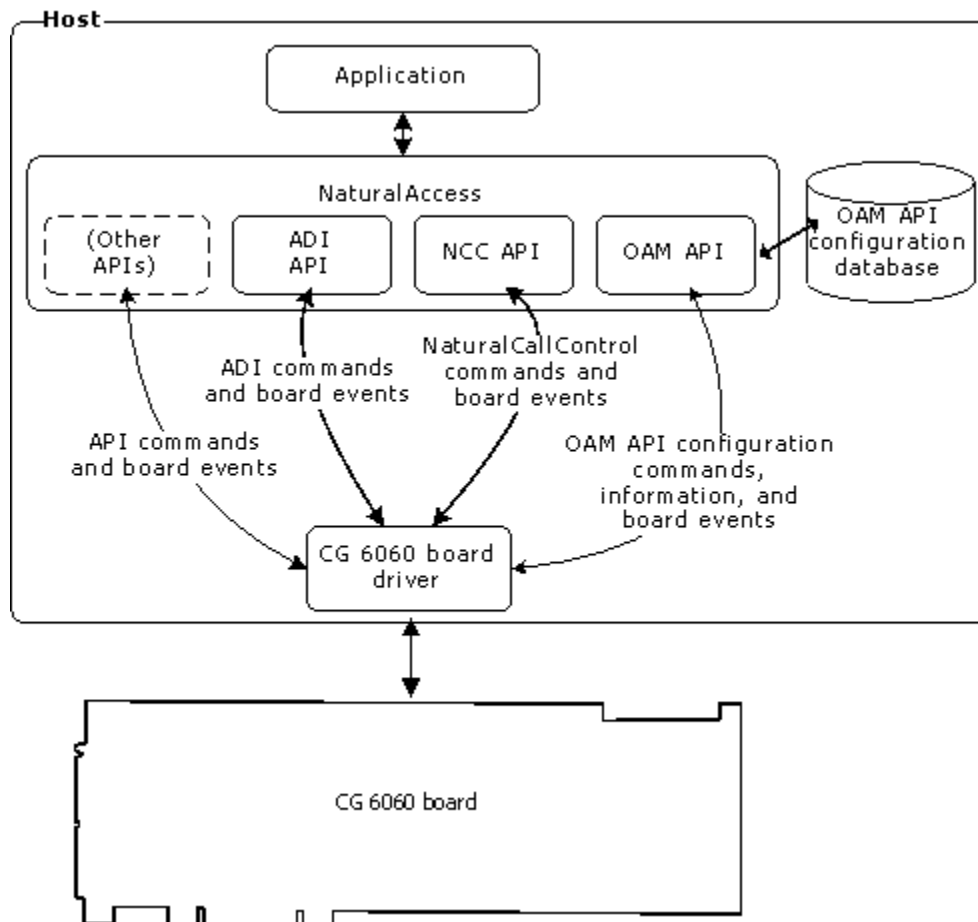 Host
Application
NaturalAccess
(Other
APIs)
ADI
API
NCC API
OAM API
OAM API
configuration
database
ADI commands
and board events
NaturalCallControl
commands and
board events
API commands
and board events
OAM API configuration
commands,
information, and
board events
CG 6060 board
driver
CG 6060 board